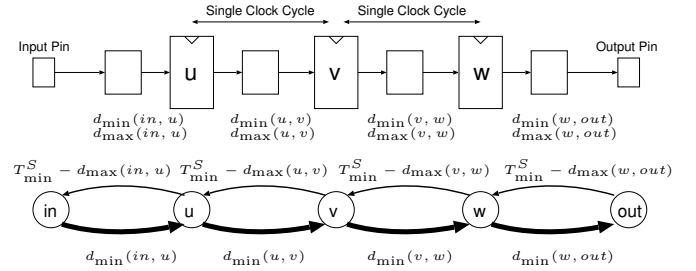 Single Clock Cycle Single Clock Cycle
Input Pin Output Pin
u v w
d_min(in, u) d_min(u, v) d_min(v, w) d_min(w, out)
d_max(in, u) d_max(u, v) d_max(v, w) d_max(w, out)
T^S_min − d_max(in, u) T^S_min − d_max(u, v) T^S_min − d_max(v, w) T^S_min − d_max(w, out)
in u v w out
d_min(in, u) d_min(u, v) d_min(v, w) d_min(w, out)